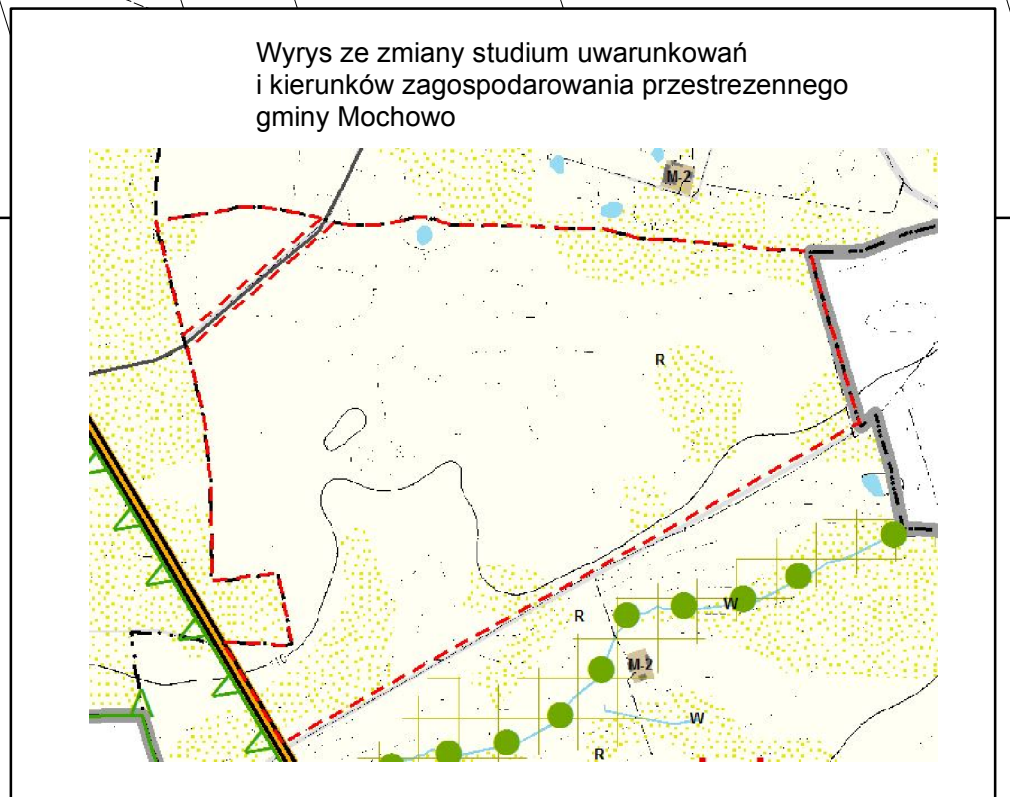 Wyrys ze zmiany studium uwarunkowań
i kierunków zagospodarowania przestrezennego
gminy Mochowo
M-2
R
W
R
M-2
W
R